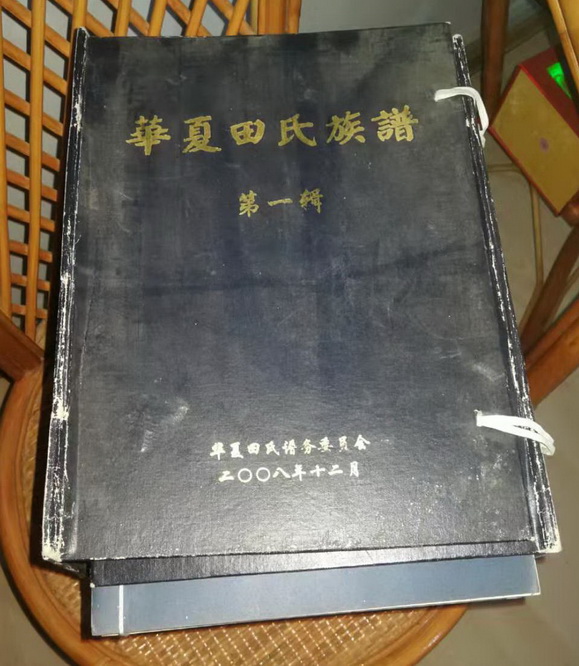 華夏田氏族譜
第一辑
华夏田氏谱务委员会
二〇〇八年十二月